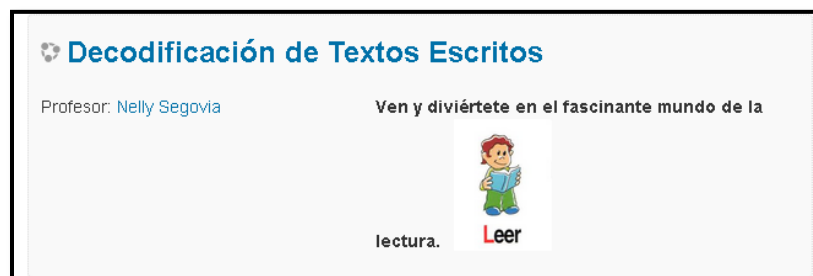 Decodificación de Textos Escritos
Profesor: Nelly Segovia
Ven y diviértete en el fascinante mundo de la
lectura.
Leer